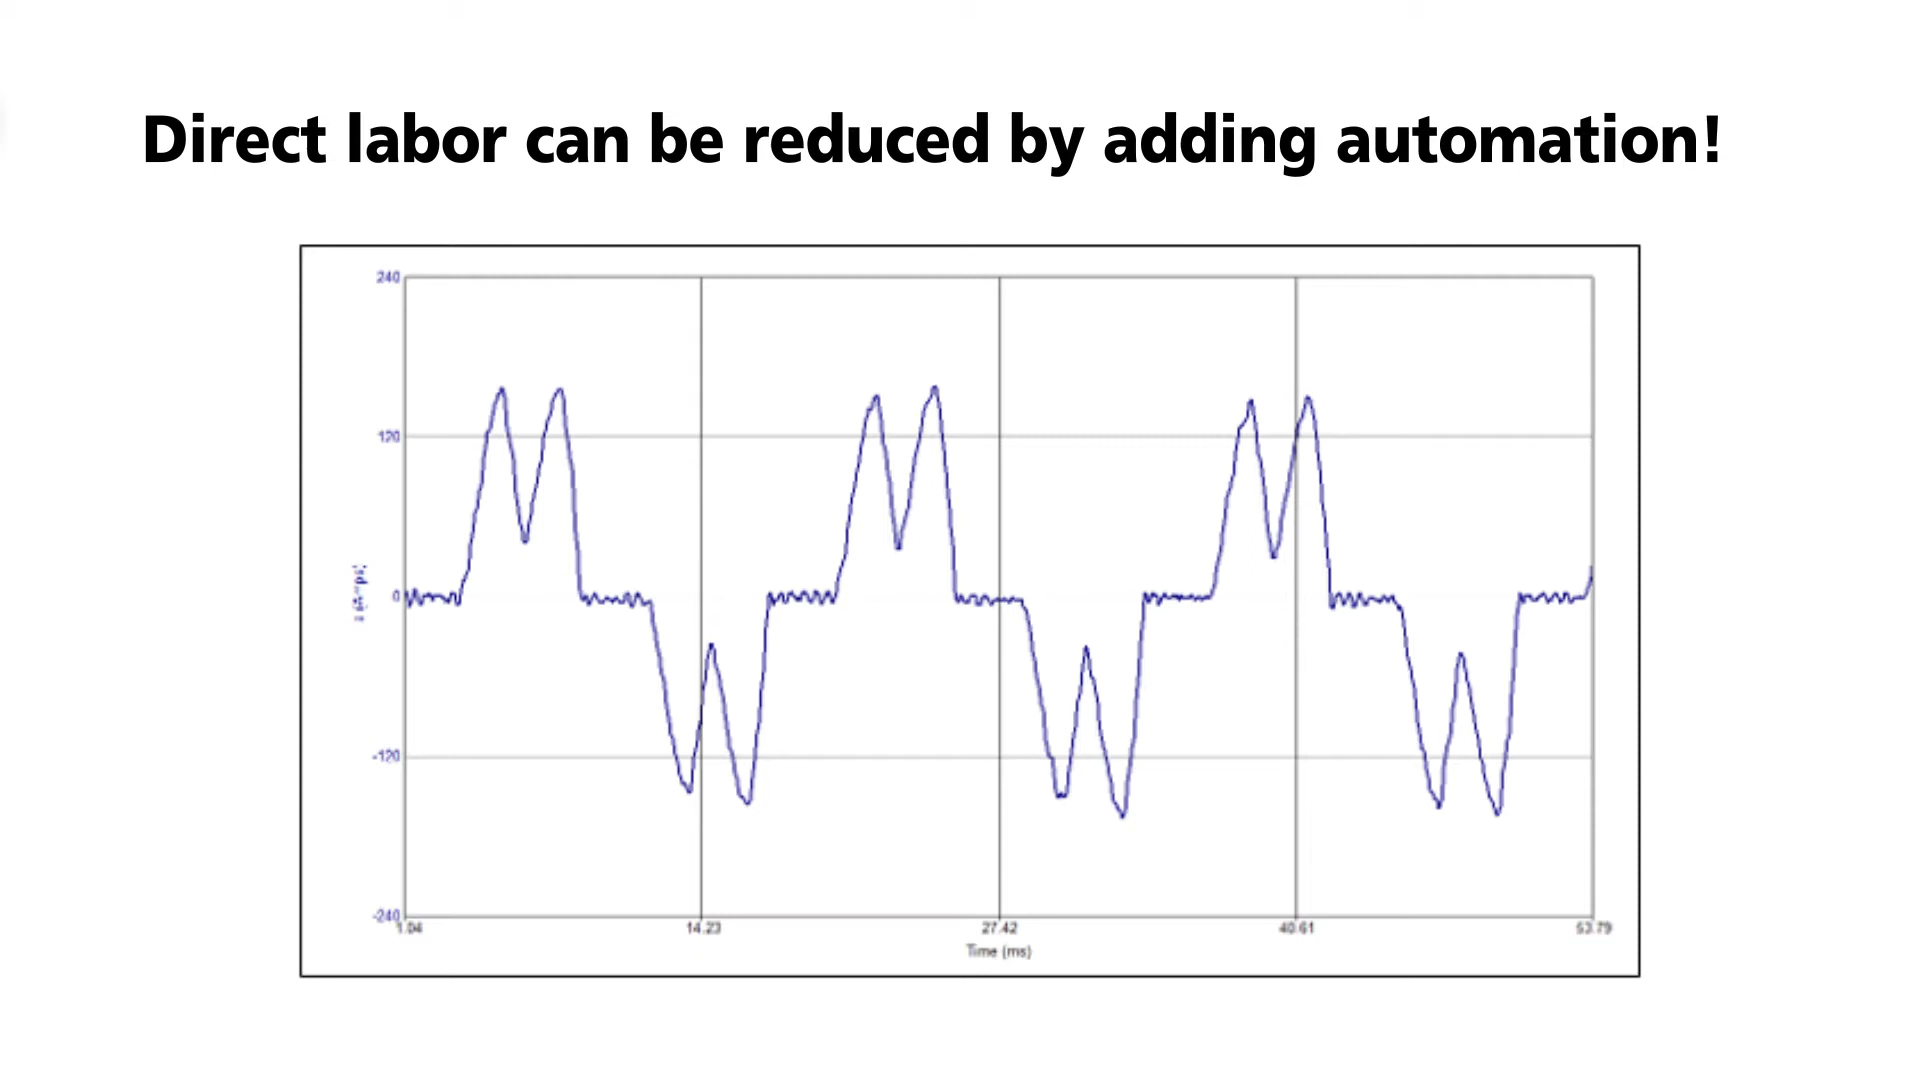 Direct labor can be reduced by adding automation!
240
120
0
-120
-240
1.04 14.23 27.42 40.61 53.79
Time (ms)